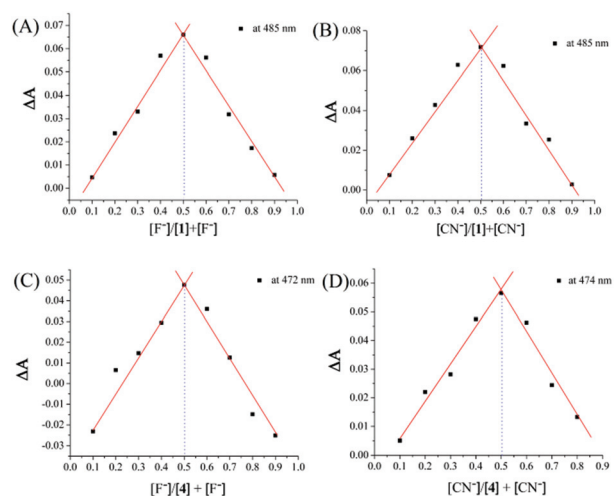 (A)
at 485 nm
ΔA
0.07
0.06
0.05
0.04
0.03
0.02
0.01
0.00
0.0 0.1 0.2 0.3 0.4 0.5 0.6 0.7 0.8 0.9 1.0
[F⁻]/[1]+[F⁻]
(B)
at 485 nm
ΔA
0.08
0.06
0.04
0.02
0.00
0.0 0.1 0.2 0.3 0.4 0.5 0.6 0.7 0.8 0.9 1.0
[CN⁻]/[1]+[CN⁻]
(C)
at 472 nm
ΔA
0.05
0.04
0.03
0.02
0.01
0.00
-0.01
-0.02
-0.03
0.0 0.1 0.2 0.3 0.4 0.5 0.6 0.7 0.8 0.9 1.0
[F⁻]/[4] + [F⁻]
(D)
at 474 nm
ΔA
0.06
0.05
0.04
0.03
0.02
0.01
0.00
0.0 0.1 0.2 0.3 0.4 0.5 0.6 0.7 0.8 0.9
[CN⁻]/[4] + [CN⁻]